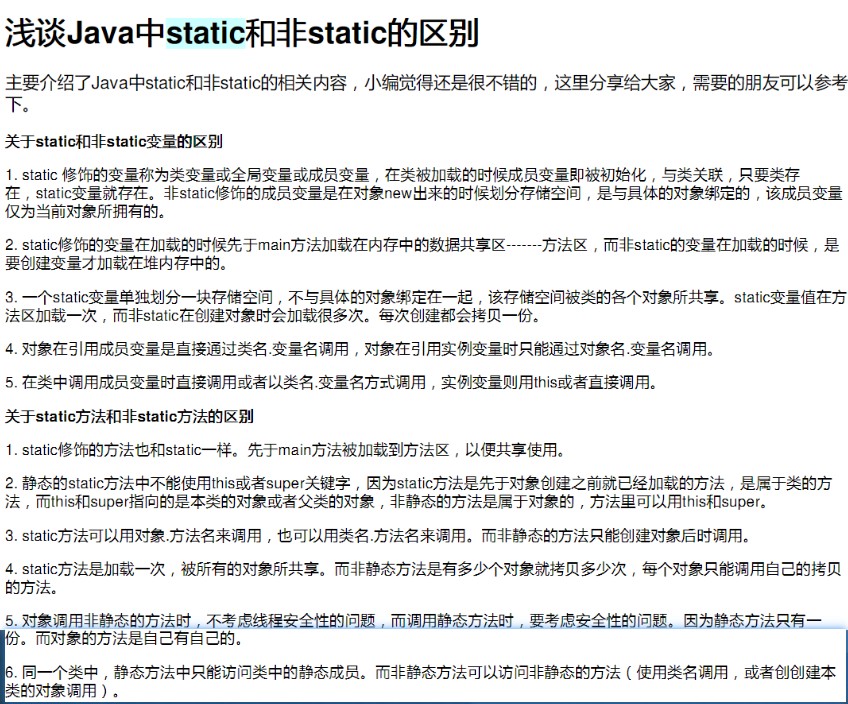 浅谈Java中static和非static的区别
主要介绍了Java中static和非static的相关内容，小编觉得还是很不错的，这里分享给大家，需要的朋友可以参考
下。
关于static和非static变量的区别
1. static 修饰的变量称为类变量或全局变量或成员变量，在类被加载的时候成员变量即被初始化，与类关联，只要类存
在，static变量就存在。非static修饰的成员变量是在对象new出来的时候划分存储空间，是与具体的对象绑定的，该成员变量
仅为当前对象所拥有的。
2. static修饰的变量在加载的时候先于main方法加载在内存中的数据共享区-------方法区，而非static的变量在加载的时候，是
要创建变量才加载在堆内存中的。
3. 一个static变量单独划分一块存储空间，不与具体的对象绑定在一起，该存储空间被类的各个对象所共享。static变量值在方
法区加载一次，而非static在创建对象时会加载很多次。每次创建都会拷贝一份。
4. 对象在引用成员变量是直接通过类名.变量名调用，对象在引用实例变量时只能通过对象名.变量名调用。
5. 在类中调用成员变量时直接调用或者以类名.变量名方式调用，实例变量则用this或者直接调用。
关于static方法和非static方法的区别
1. static修饰的方法也和static一样。先于main方法被加载到方法区，以便共享使用。
2. 静态的static方法中不能使用this或者super关键字，因为static方法是先于对象创建之前就已经加载的方法，是属于类的方
法，而this和super指向的是本类的对象或者父类的对象，非静态的方法是属于对象的，方法里可以用this和super。
3. static方法可以用对象.方法名来调用，也可以用类名.方法名来调用。而非静态的方法只能创建对象后时调用。
4. static方法是加载一次，被所有的对象所共享。而非静态方法是有多少个对象就拷贝多少次，每个对象只能调用自己的拷贝
的方法。
5. 对象调用非静态的方法时，不考虑线程安全性的问题，而调用静态方法时，要考虑安全性的问题。因为静态方法只有一
份。而对象的方法是自己有自己的。
6. 同一个类中，静态方法中只能访问类中的静态成员。而非静态方法可以访问非静态的方法（使用类名调用，或者创创建本
类的对象调用）。